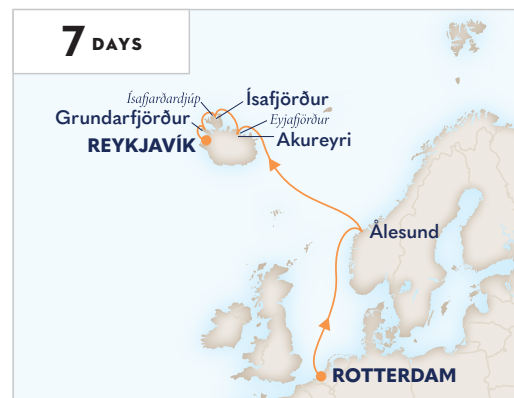 7 DAYS
Ísafjarðardjúp
Ísafjörður
Grundarfjörður
Eyjafjörður
REYKJAVÍK
Akureyri
Ålesund
ROTTERDAM